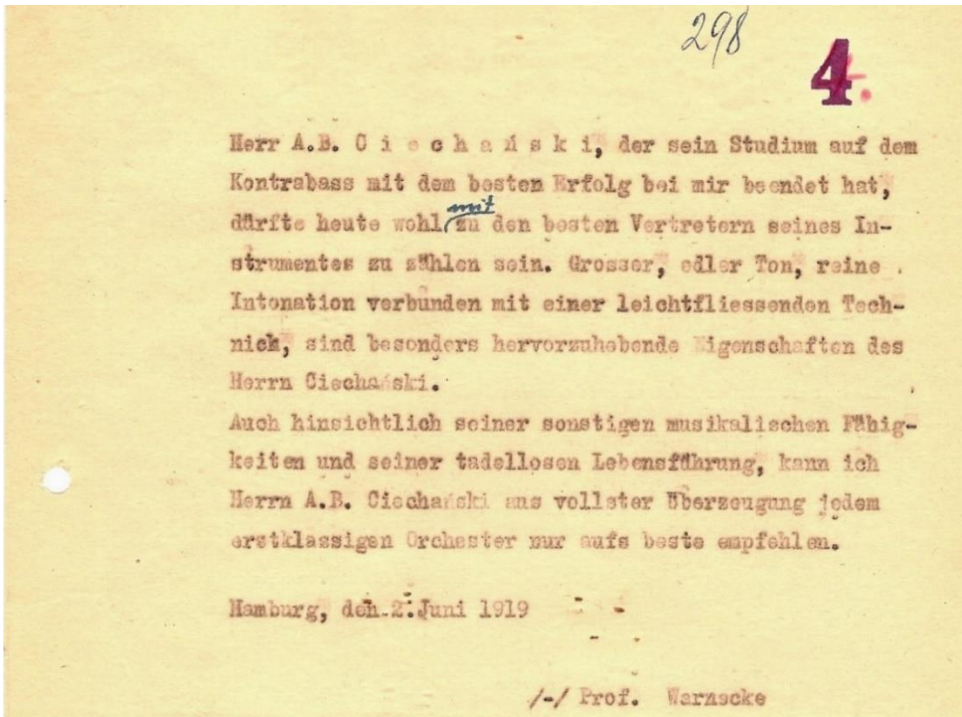 298
4.
Herr A.B. C i e c h a ń s k i, der sein Studium auf dem
Kontrabass mit dem besten Erfolg bei mir beendet hat,
dürfte heute wohl mit zu den besten Vertretern seines In-
strumentes zu zählen sein. Grosser, edler Ton, reine
Intonation verbunden mit einer leichtfliessenden Tech-
nich, sind besonders hervorzuhebende Eigenschaften des
Herrn Ciechański.
Auch hinsichtlich seiner sonstigen musikalischen Fähig-
keiten und seiner tadellosen Lebensführung, kann ich
Herrn A.B. Ciechański aus vollster Überzeugung jedem
erstklassigen Orchester nur aufs beste empfehlen.
Hamburg, den 2. Juni 1919
/-/ Prof. Warnecke